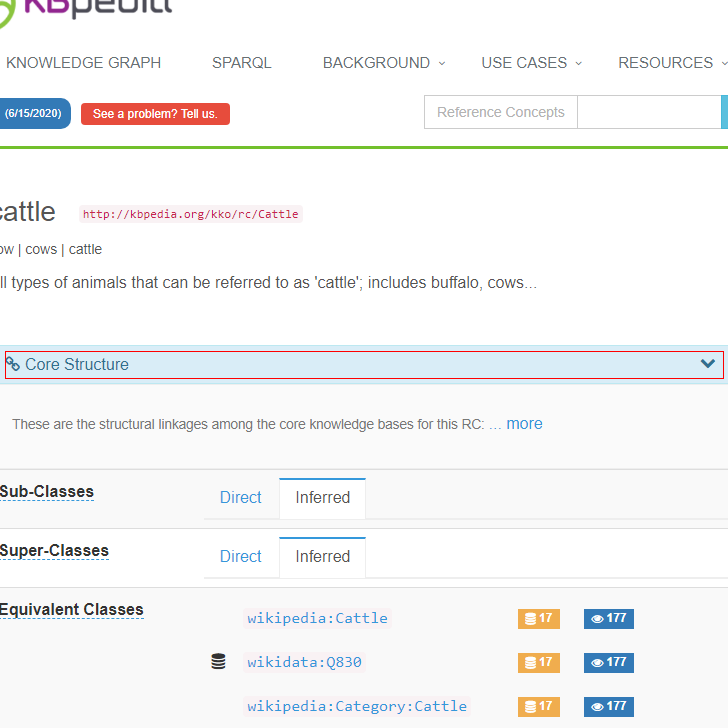 KBpedia
KNOWLEDGE GRAPH SPARQL BACKGROUND USE CASES RESOURCES
(6/15/2020) See a problem? Tell us. Reference Concepts
cattle http://kbpedia.org/kko/rc/Cattle
ow | cows | cattle
ll types of animals that can be referred to as 'cattle'; includes buffalo, cows...
Core Structure
These are the structural linkages among the core knowledge bases for this RC: ... more
Sub-Classes Direct Inferred
Super-Classes Direct Inferred
Equivalent Classes wikipedia:Cattle 17 177
wikidata:Q830 17 177
wikipedia:Category:Cattle 17 177